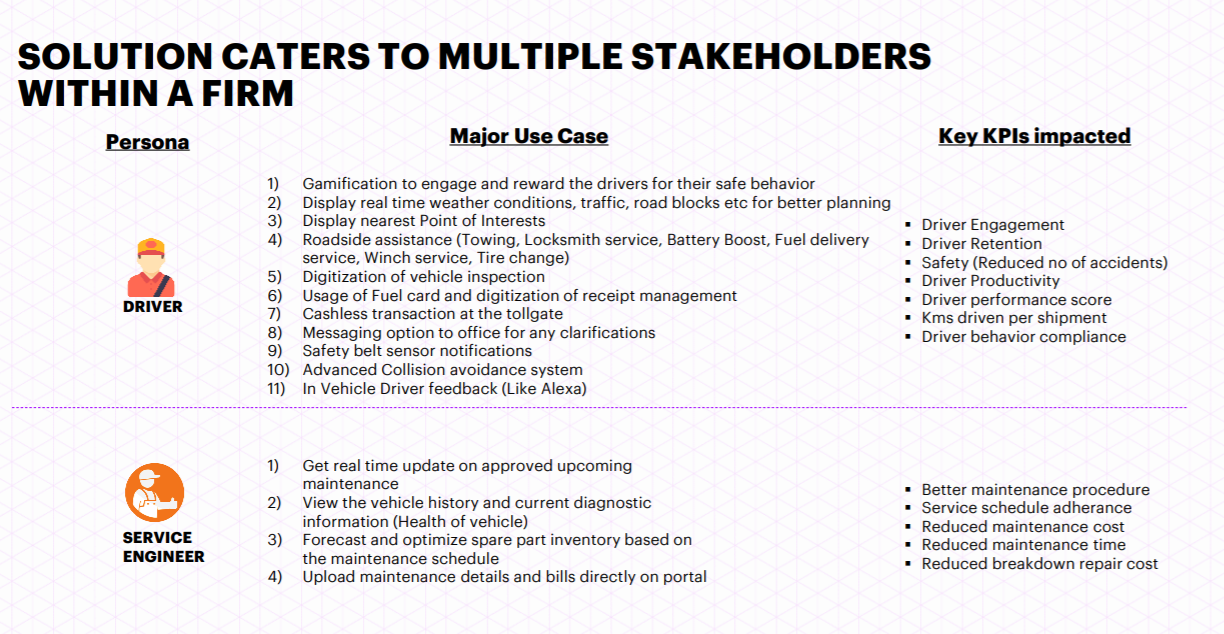 SOLUTION CATERS TO MULTIPLE STAKEHOLDERS
WITHIN A FIRM
Persona
Major Use Case
Key KPIs impacted
DRIVER
1) Gamification to engage and reward the drivers for their safe behavior
2) Display real time weather conditions, traffic, road blocks etc for better planning
3) Display nearest Point of Interests
4) Roadside assistance (Towing, Locksmith service, Battery Boost, Fuel delivery
service, Winch service, Tire change)
5) Digitization of vehicle inspection
6) Usage of Fuel card and digitization of receipt management
7) Cashless transaction at the tollgate
8) Messaging option to office for any clarifications
9) Safety belt sensor notifications
10) Advanced Collision avoidance system
11) In Vehicle Driver feedback (Like Alexa)
▪ Driver Engagement
▪ Driver Retention
▪ Safety (Reduced no of accidents)
▪ Driver Productivity
▪ Driver performance score
▪ Kms driven per shipment
▪ Driver behavior compliance
SERVICE
ENGINEER
1) Get real time update on approved upcoming
maintenance
2) View the vehicle history and current diagnostic
information (Health of vehicle)
3) Forecast and optimize spare part inventory based on
the maintenance schedule
4) Upload maintenance details and bills directly on portal
▪ Better maintenance procedure
▪ Service schedule adherance
▪ Reduced maintenance cost
▪ Reduced maintenance time
▪ Reduced breakdown repair cost